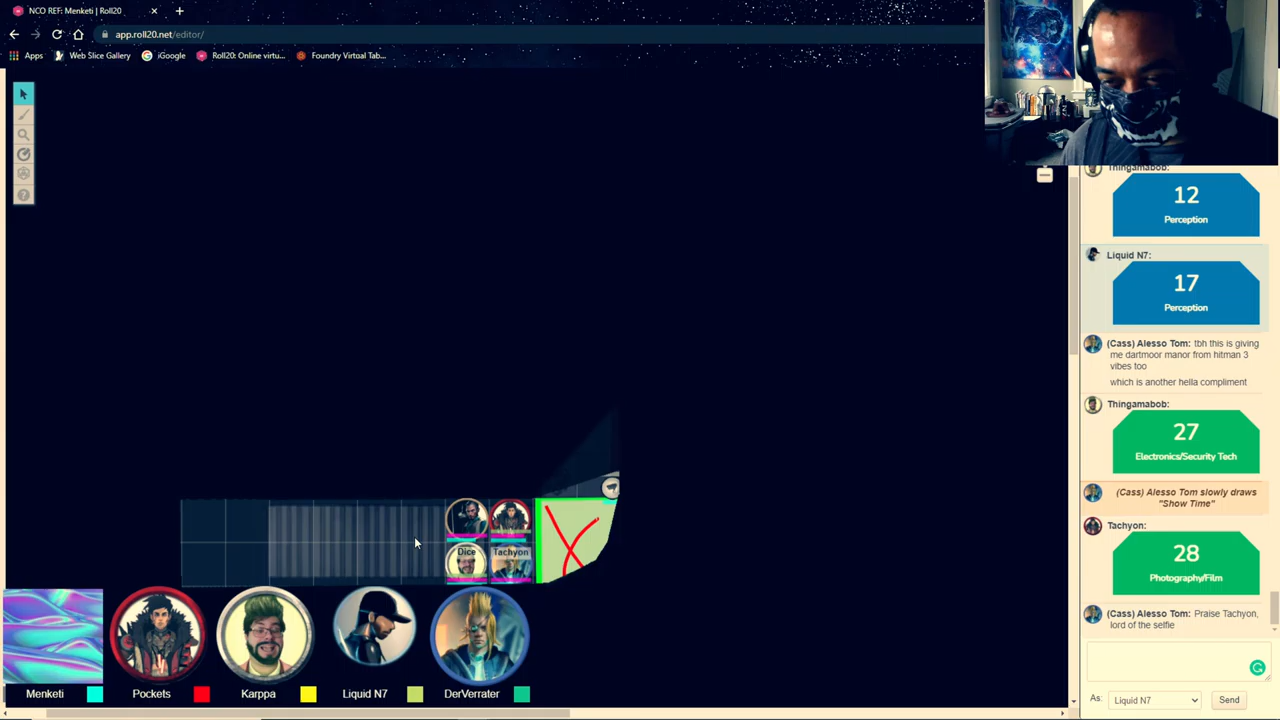 NCO REF: Menketi | Roll20
app.roll20.net/editor/
Apps
Web Slice Gallery
iGoogle
Roll20: Online virtu...
Foundry Virtual Tab...
Thingamabob:
12
Perception
Liquid N7:
17
Perception
(Cass) Alesso Tom: tbh this is giving
me dartmoor manor from hitman 3
vibes too
which is another hella compliment
Thingamabob:
27
Electronics/Security Tech
(Cass) Alesso Tom slowly draws
"Show Time"
Tachyon:
28
Photography/Film
(Cass) Alesso Tom: Praise Tachyon,
lord of the selfie
Dice
Tachyon
Menketi
Pockets
Karppa
Liquid N7
DerVerrater
As:
Liquid N7
Send